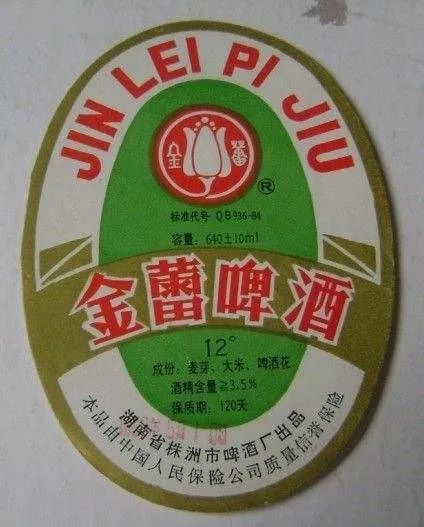 JIN LEI PI JIU
金 蕾
®
标准代号 QB936-84
容量: 640±10ml
金蕾啤酒
12°
成份: 麦芽、大米、啤酒花
酒精含量≥3.5%
保质期: 120天
湖南省株洲市啤酒厂出品
本品由中国人民保险公司质量信誉保险